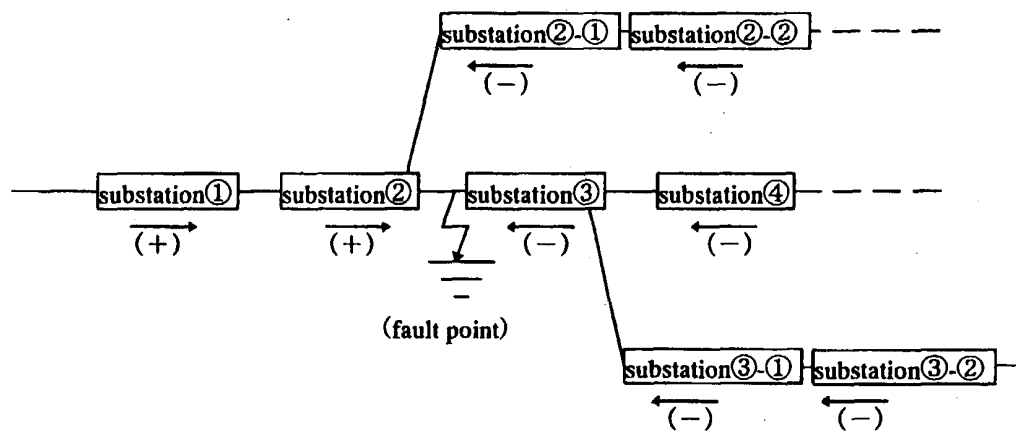 substation②-① substation②-②
(−) (−)
substation① substation② substation③ substation④
(+) (+) (−) (−)
(fault point)
substation③-① substation③-②
(−) (−)